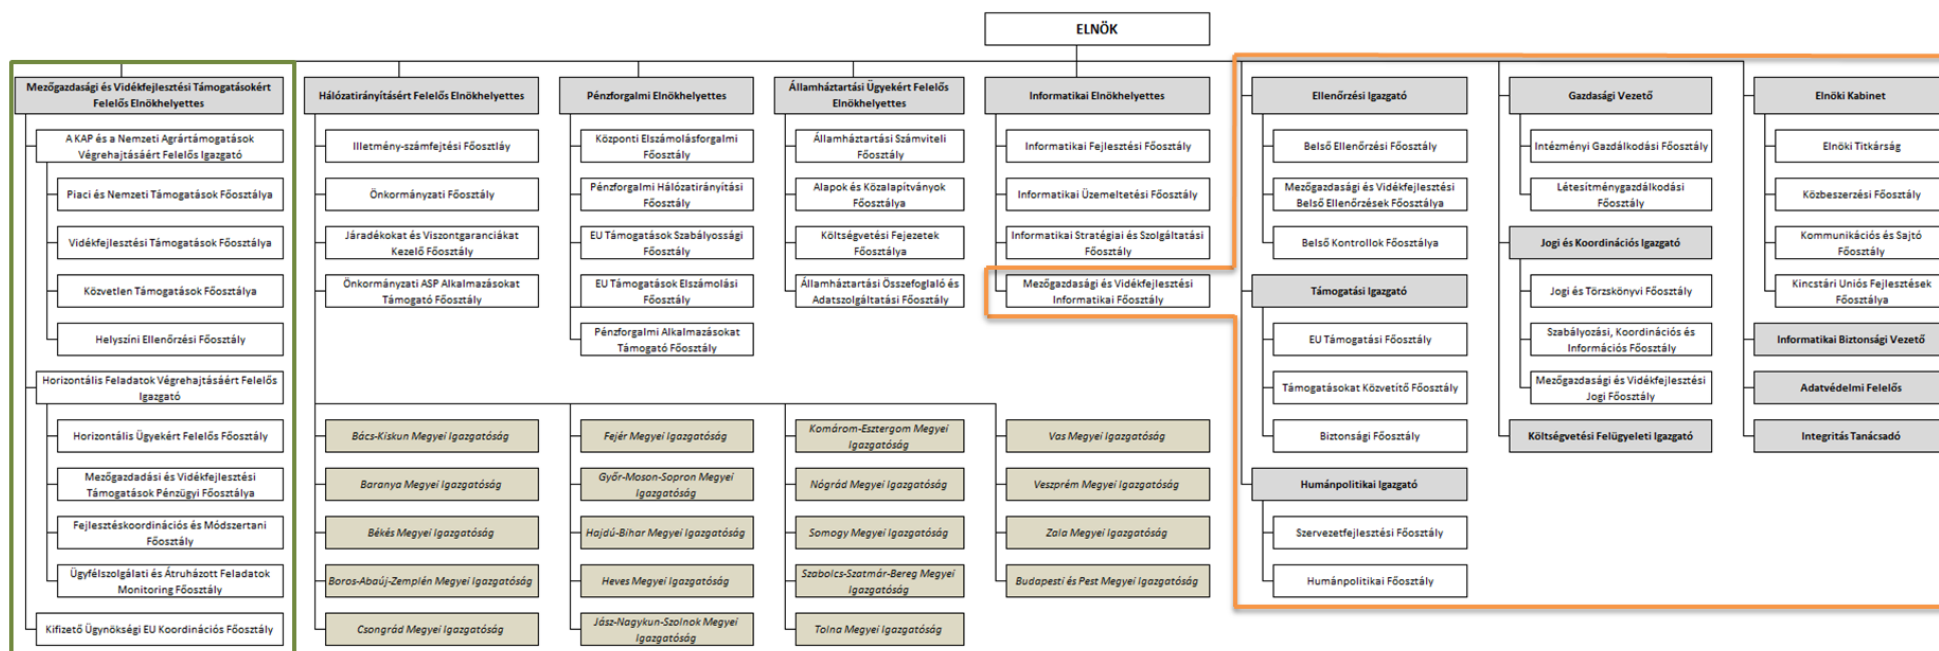 ELNÖK
Mezőgazdasági és Vidékfejlesztési Támogatásokért
Felelős Elnökhelyettes
A KAP és a Nemzeti Agrártámogatások
Végrehajtásáért Felelős Igazgató
Piaci és Nemzeti Támogatások Főosztálya
Vidékfejlesztési Támogatások Főosztálya
Közvetlen Támogatások Főosztálya
Helyszíni Ellenőrzési Főosztály
Horizontális Feladatok Végrehajtásáért Felelős
Igazgató
Horizontális Ügyekért Felelős Főosztály
Mezőgazdadási és Vidékfejlesztési
Támogatások Pénzügyi Főosztálya
Fejlesztéskoordinációs és Módszertani
Főosztály
Ügyfélszolgálati és Átruházott Feladatok
Monitoring Főosztály
Kifizető Ügynökségi EU Koordinációs Főosztály
Hálózatirányításért Felelős Elnökhelyettes
Illetmény-számfejtési Főosztláy
Önkormányzati Főosztály
Járadékokat és Viszontgaranciákat
Kezelő Főosztály
Önkormányzati ASP Alkalmazásokat
Támogató Főosztály
Pénzforgalmi Elnökhelyettes
Központi Elszámolásforgalmi
Főosztály
Pénzforgalmi Hálózatirányítási
Főosztály
EU Támogatások Szabályossági
Főosztály
EU Támogatások Elszámolási
Főosztály
Pénzforgalmi Alkalmazásokat
Támogató Főosztály
Államháztartási Ügyekért Felelős
Elnökhelyettes
Államháztartási Számviteli
Főosztály
Alapok és Közalapítványok
Főosztálya
Költségvetési Fejezetek
Főosztálya
Államháztartási Összefoglaló és
Adatszolgáltatási Főosztály
Informatikai Elnökhelyettes
Informatikai Fejlesztési Főosztály
Informatikai Üzemeltetési Főosztály
Informatikai Stratégiai és Szolgáltatási
Főosztály
Mezőgazdasági és Vidékfejlesztési
Informatikai Főosztály
Bács-Kiskun Megyei Igazgatóság
Baranya Megyei Igazgatóság
Békés Megyei Igazgatóság
Boros-Abaúj-Zemplén Megyei Igazgatóság
Csongrád Megyei Igazgatóság
Fejér Megyei Igazgatóság
Győr-Moson-Sopron Megyei
Igazgatóság
Hajdú-Bihar Megyei Igazgatóság
Heves Megyei Igazgatóság
Jász-Nagykun-Szolnok Megyei
Igazgatóság
Komárom-Esztergom Megyei
Igazgatóság
Nógrád Megyei Igazgatóság
Somogy Megyei Igazgatóság
Szabolcs-Szatmár-Bereg Megyei
Igazgatóság
Tolna Megyei Igazgatóság
Vas Megyei Igazgatóság
Veszprém Megyei Igazgatóság
Zala Megyei Igazgatóság
Budapesti és Pest Megyei Igazgatóság
Ellenőrzési Igazgató
Belső Ellenőrzési Főosztály
Mezőgazdasági és Vidékfejlesztési
Belső Ellenőrzések Főosztálya
Belső Kontrollok Főosztálya
Támogatási Igazgató
EU Támogatási Főosztály
Támogatásokat Közvetítő Főosztály
Biztonsági Főosztály
Humánpolitikai Igazgató
Szervezetfejlesztési Főosztály
Humánpolitikai Főosztály
Gazdasági Vezető
Intézményi Gazdálkodási Főosztály
Létesítménygazdálkodási
Főosztály
Jogi és Koordinációs Igazgató
Jogi és Törzskönyvi Főosztály
Szabályozási, Koordinációs és
Információs Főosztály
Mezőgazdasági és Vidékfejlesztési
Jogi Főosztály
Költségvetési Felügyeleti Igazgató
Elnöki Kabinet
Elnöki Titkárság
Közbeszerzési Főosztály
Kommunikációs és Sajtó
Főosztály
Kincstári Uniós Fejlesztések
Főosztálya
Informatikai Biztonsági Vezető
Adatvédelmi Felelős
Integritás Tanácsadó